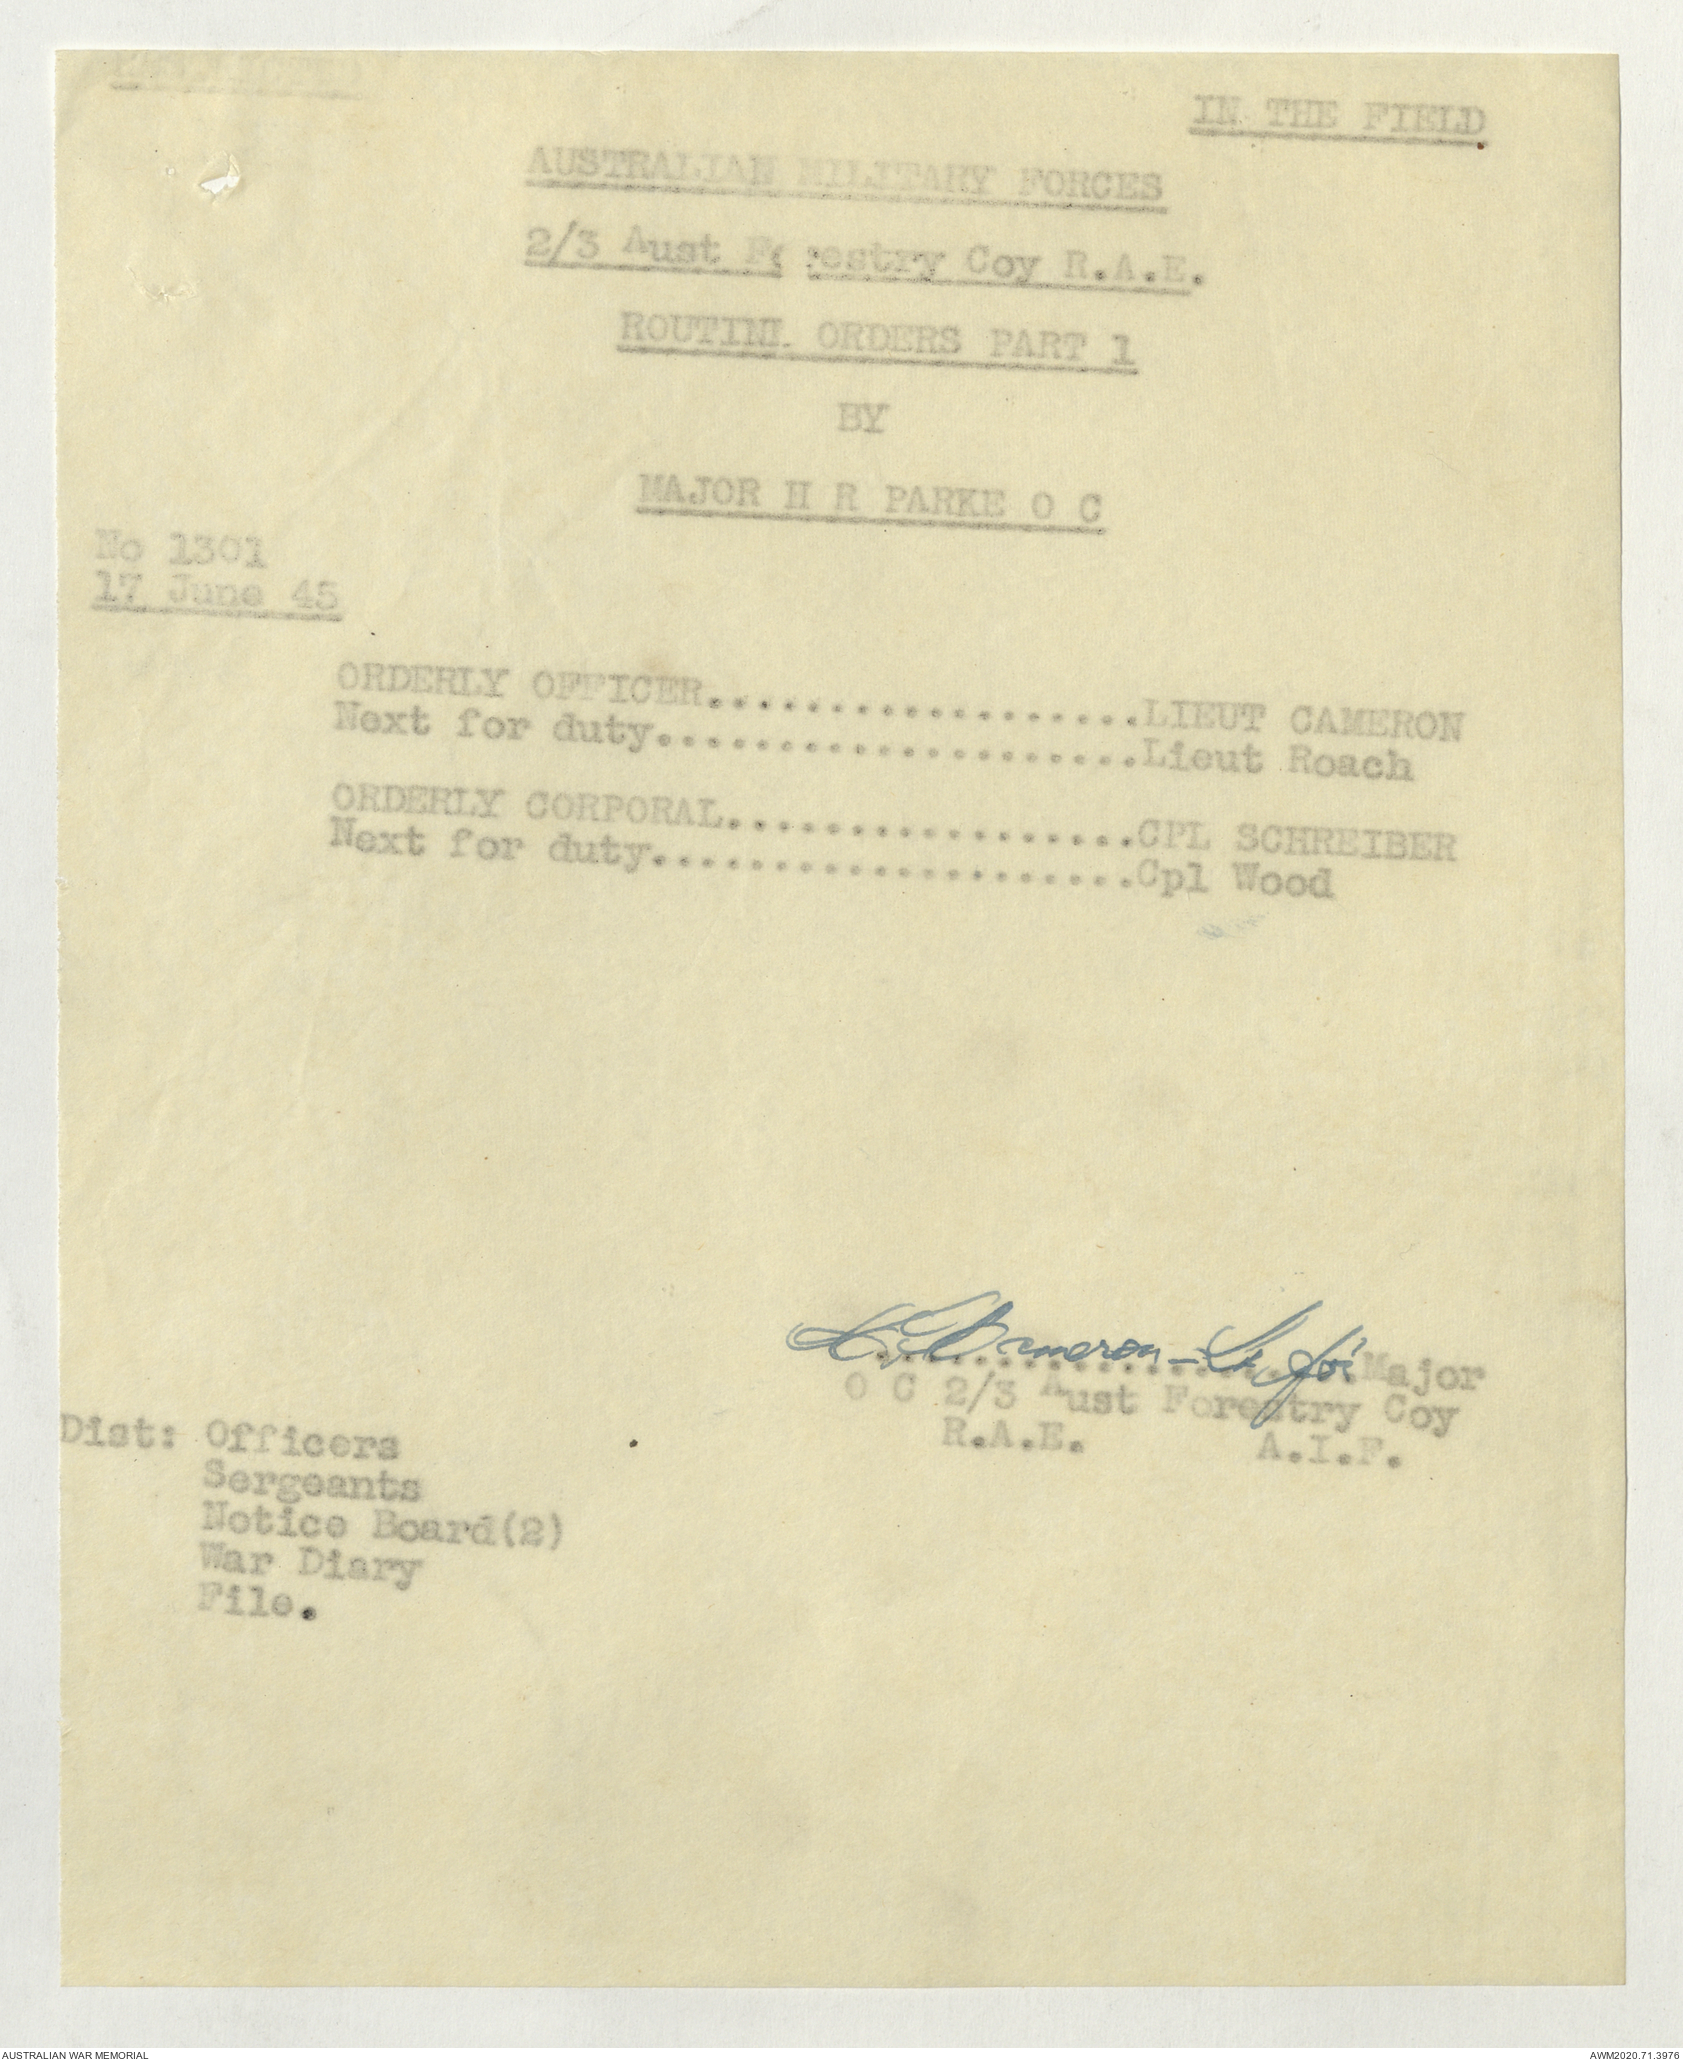 IN THE FIELD
AUSTRALIAN MILITARY FORCES
2/3 Aust Forestry Coy R.A.E.
ROUTINE ORDERS PART 1
BY
MAJOR H R PARKE O C
No 1301
17 June 45
ORDERLY OFFICER..................LIEUT CAMERON
Next for duty....................Lieut Roach
ORDERLY CORPORAL.................CPL SCHREIBER
Next for duty....................Cpl Wood
Cameron - Lt for Major
O C 2/3 Aust Forestry Coy
R.A.E. A.I.F.
Dist: Officers
Sergeants
Notice Board(2)
War Diary
File.
AUSTRALIAN WAR MEMORIAL
AWM2020.71.3976